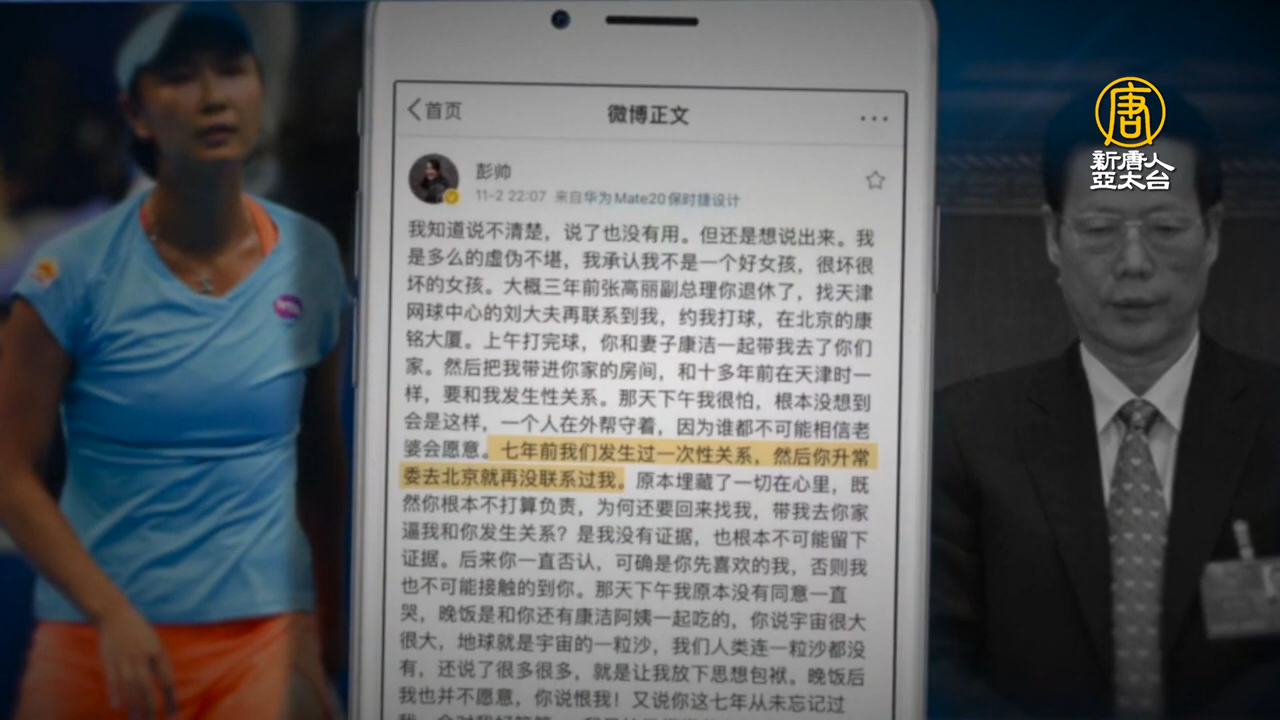 唐
新唐人
亞太台
首页
微博正文
彭帅
11-2 22:07 来自华为Mate20保时捷设计
我知道说不清楚，说了也没有用。但还是想说出来。我
是多么的虚伪不堪，我承认我不是一个好女孩，很坏很
坏的女孩。大概三年前张高丽副总理你退休了，找天津
网球中心的刘大夫再联系到我，约我打球，在北京的康
铭大厦。上午打完球，你和妻子康洁一起带我去了你们
家。然后把我带进你家的房间，和十多年前在天津时一
样，要和我发生性关系。那天下午我很怕，根本没想到
会是这样，一个人在外帮守着，因为谁都不可能相信老
婆会愿意。七年前我们发生过一次性关系，然后你升常
委去北京就再没联系过我。原本埋藏了一切在心里，既
然你根本不打算负责，为何还要回来找我，带我去你家
逼我和你发生关系？是我没有证据，也根本不可能留下
证据。后来你一直否认，可确是你先喜欢的我，否则我
也不可能接触的到你。那天下午我原本没有同意一直
哭，晚饭是和你还有康洁阿姨一起吃的，你说宇宙很大
很大，地球就是宇宙的一粒沙，我们人类连一粒沙都没
有，还说了很多很多，就是让我放下思想包袱。晚饭后
我也并不愿意，你说恨我！又说你这七年从未忘记过